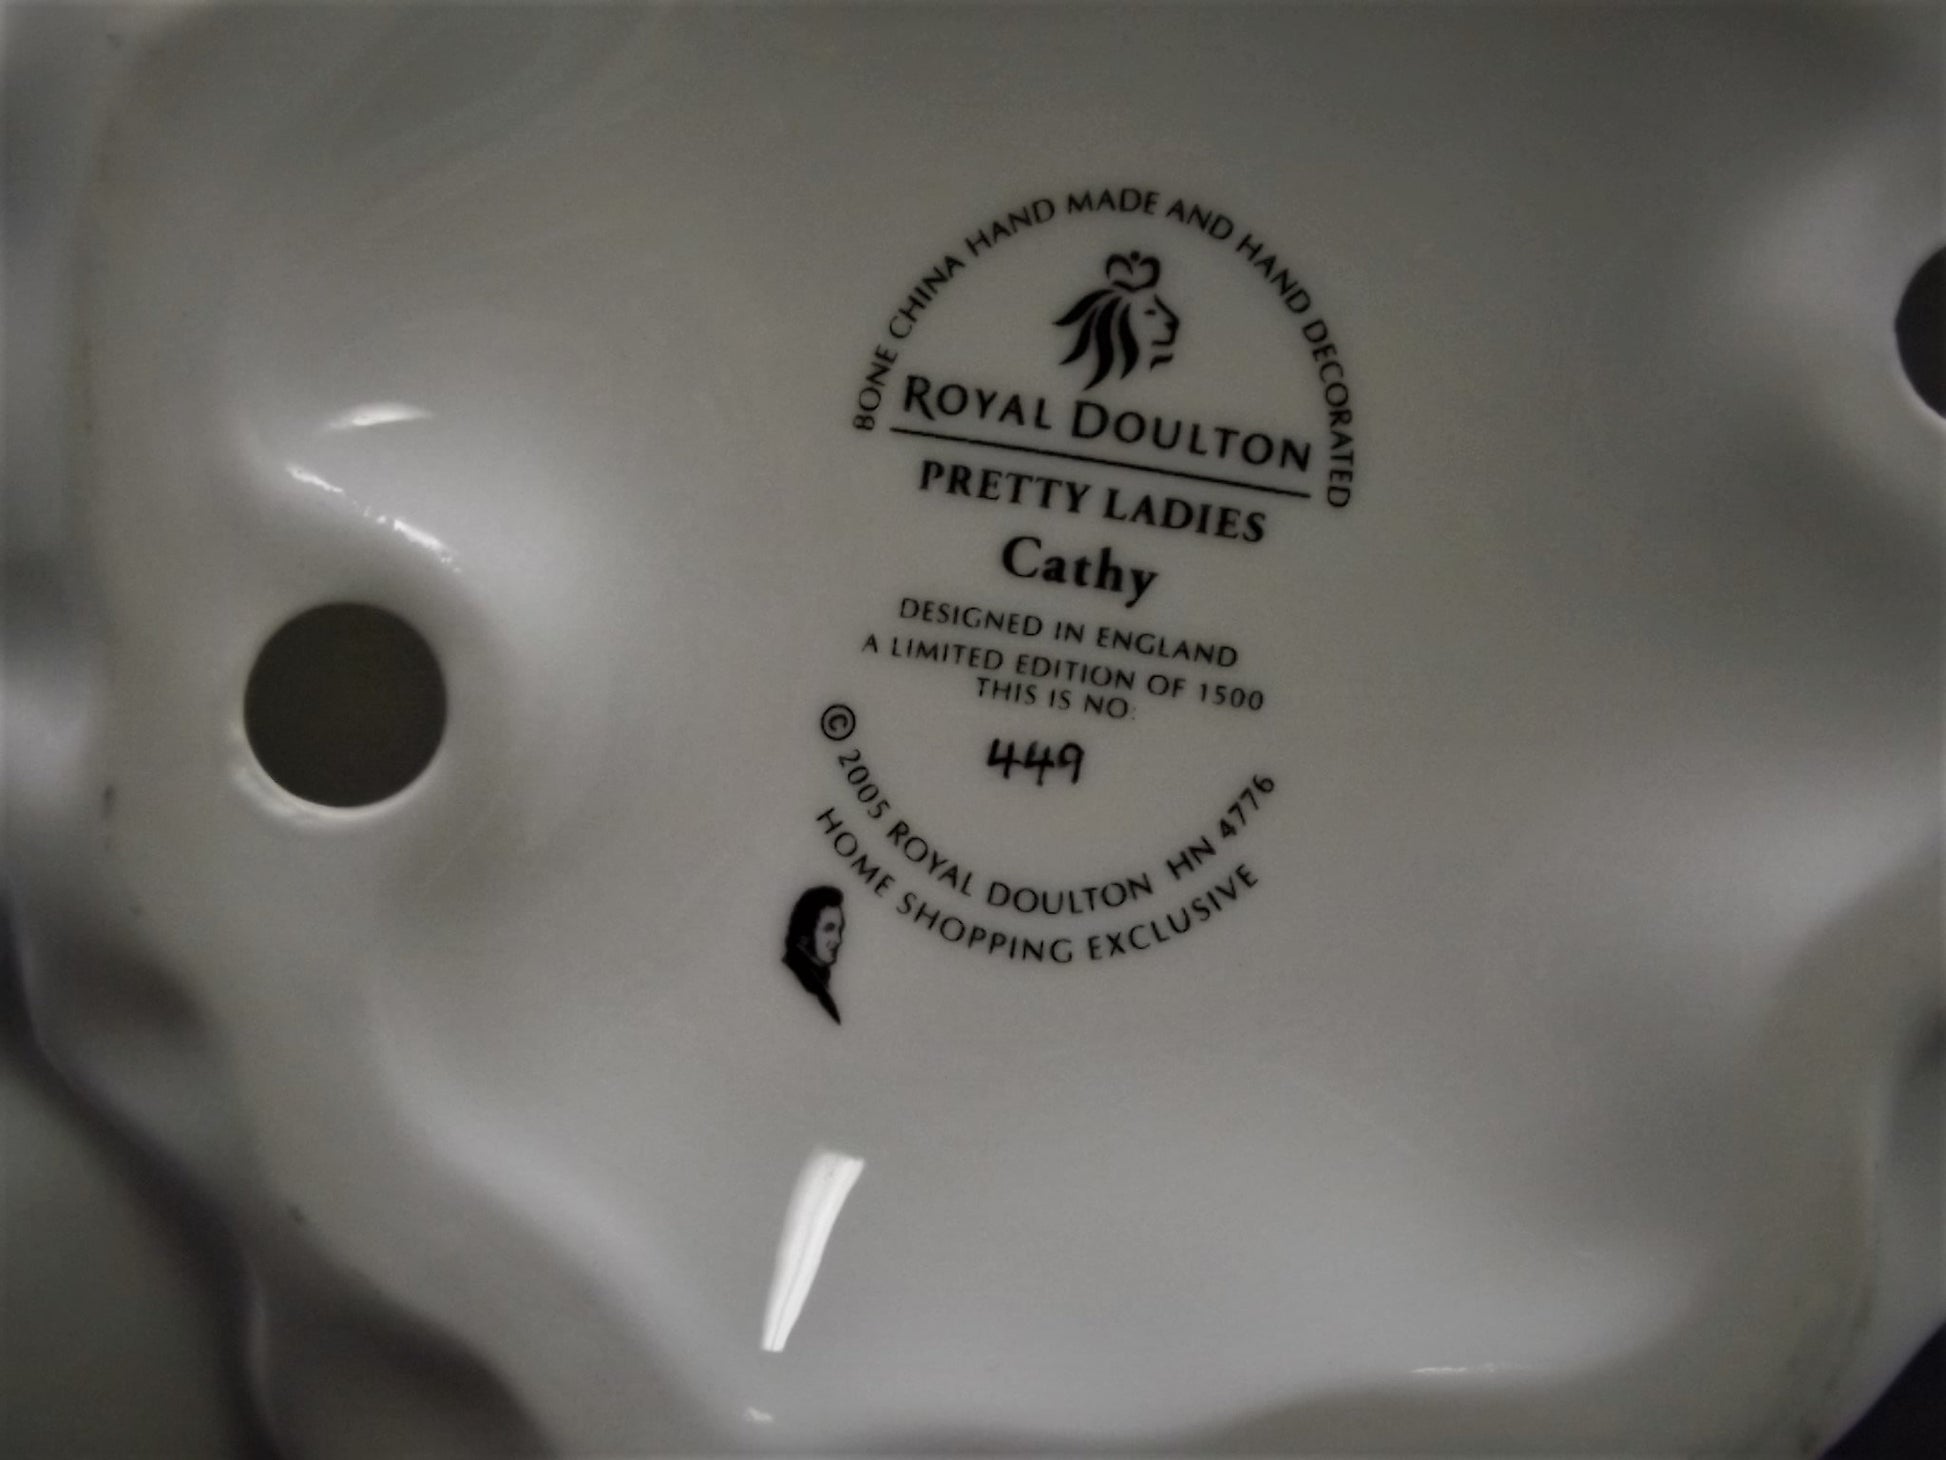 BONE CHINA HAND MADE AND HAND DECORATED
ROYAL DOULTON
PRETTY LADIES
Cathy
DESIGNED IN ENGLAND
A LIMITED EDITION OF 1500
THIS IS NO:
449
© 2005 ROYAL DOULTON HN 4776
HOME SHOPPING EXCLUSIVE